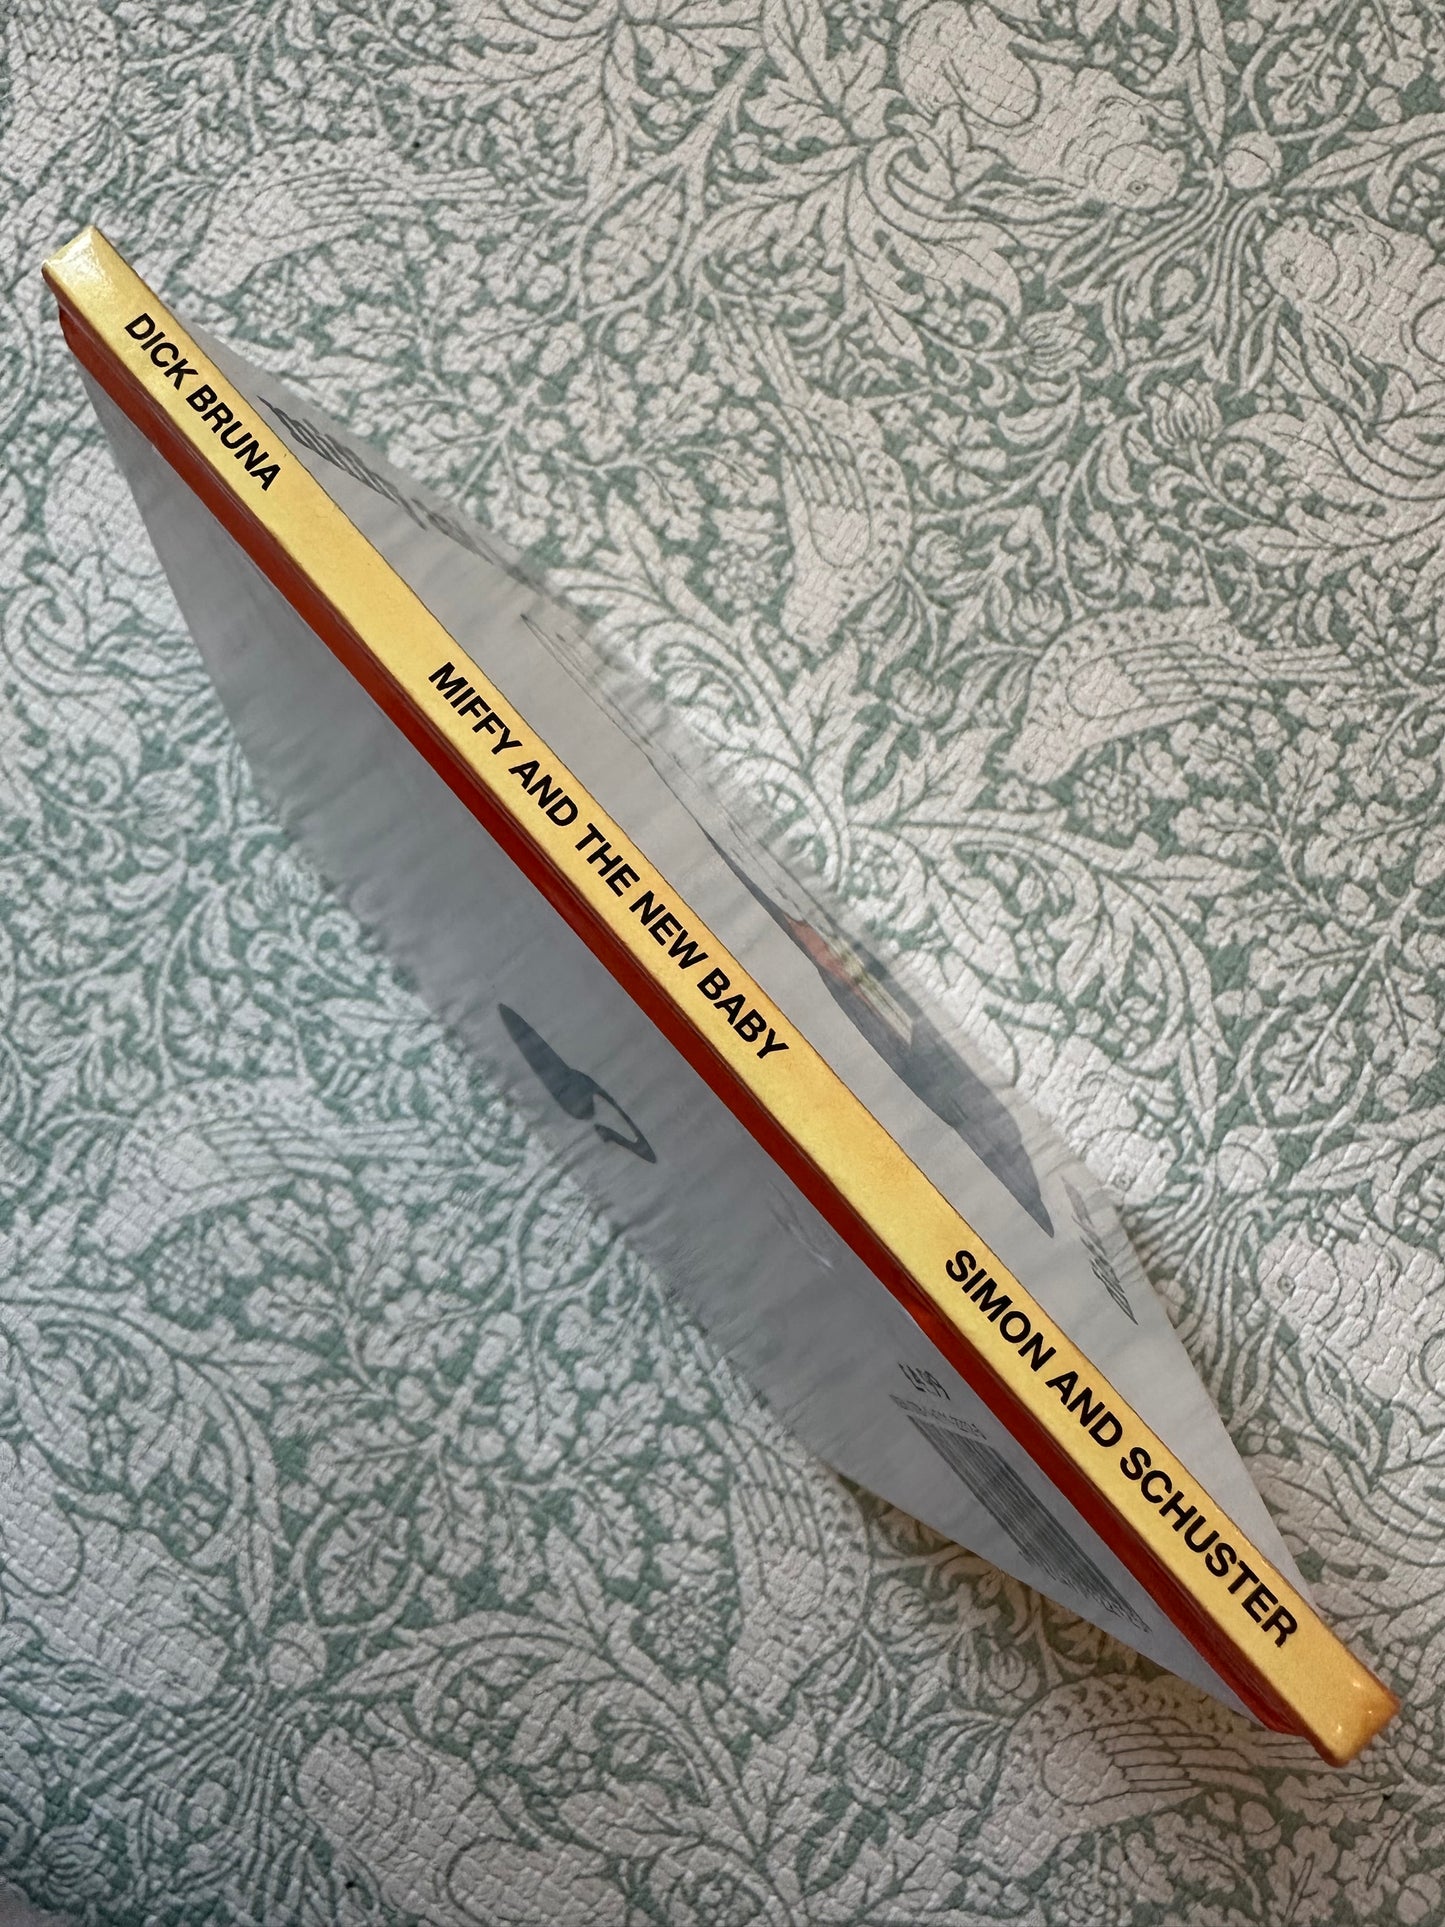 DICK BRUNA
MIFFY AND THE NEW BABY
SIMON AND SCHUSTER